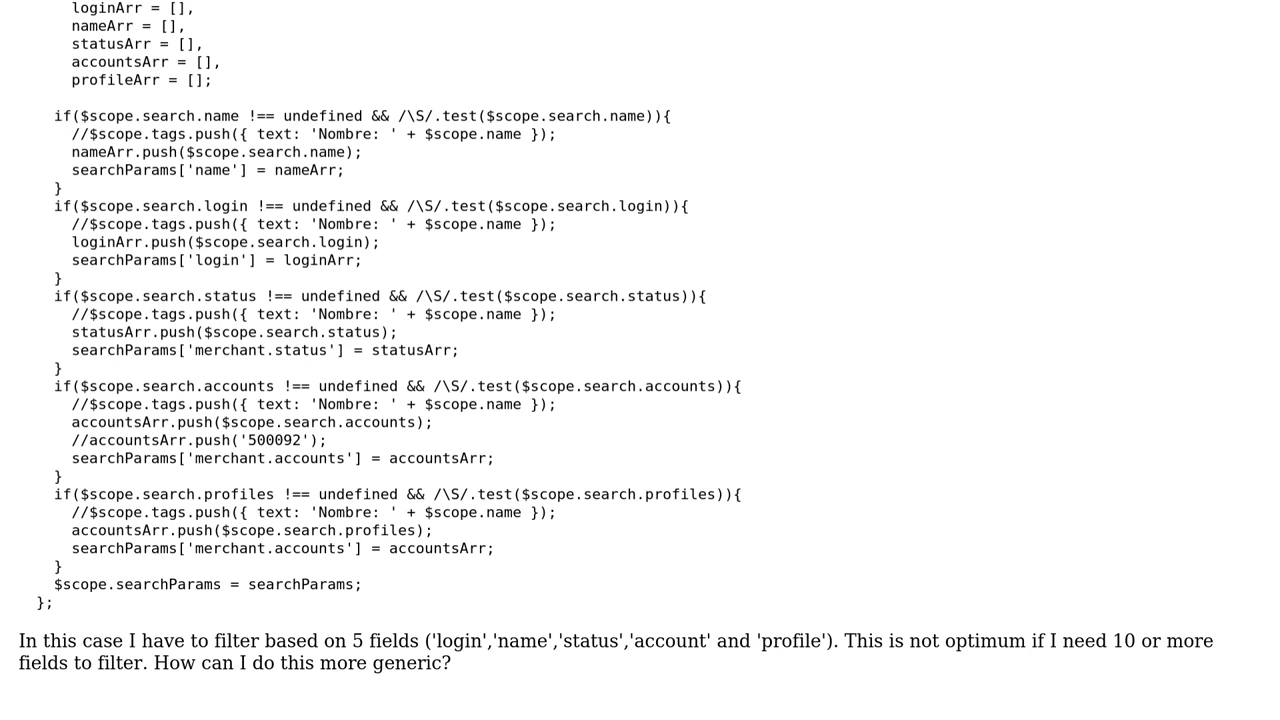 loginArr = [],
nameArr = [],
statusArr = [],
accountsArr = [],
profileArr = [];
if($scope.search.name !== undefined && /\S/.test($scope.search.name)){
//$scope.tags.push({ text: 'Nombre: ' + $scope.name });
nameArr.push($scope.search.name);
searchParams['name'] = nameArr;
}
if($scope.search.login !== undefined && /\S/.test($scope.search.login)){
//$scope.tags.push({ text: 'Nombre: ' + $scope.name });
loginArr.push($scope.search.login);
searchParams['login'] = loginArr;
}
if($scope.search.status !== undefined && /\S/.test($scope.search.status)){
//$scope.tags.push({ text: 'Nombre: ' + $scope.name });
statusArr.push($scope.search.status);
searchParams['merchant.status'] = statusArr;
}
if($scope.search.accounts !== undefined && /\S/.test($scope.search.accounts)){
//$scope.tags.push({ text: 'Nombre: ' + $scope.name });
accountsArr.push($scope.search.accounts);
//accountsArr.push('500092');
searchParams['merchant.accounts'] = accountsArr;
}
if($scope.search.profiles !== undefined && /\S/.test($scope.search.profiles)){
//$scope.tags.push({ text: 'Nombre: ' + $scope.name });
accountsArr.push($scope.search.profiles);
searchParams['merchant.accounts'] = accountsArr;
}
$scope.searchParams = searchParams;
};
In this case I have to filter based on 5 fields ('login','name','status','account' and 'profile'). This is not optimum if I need 10 or more
fields to filter. How can I do this more generic?